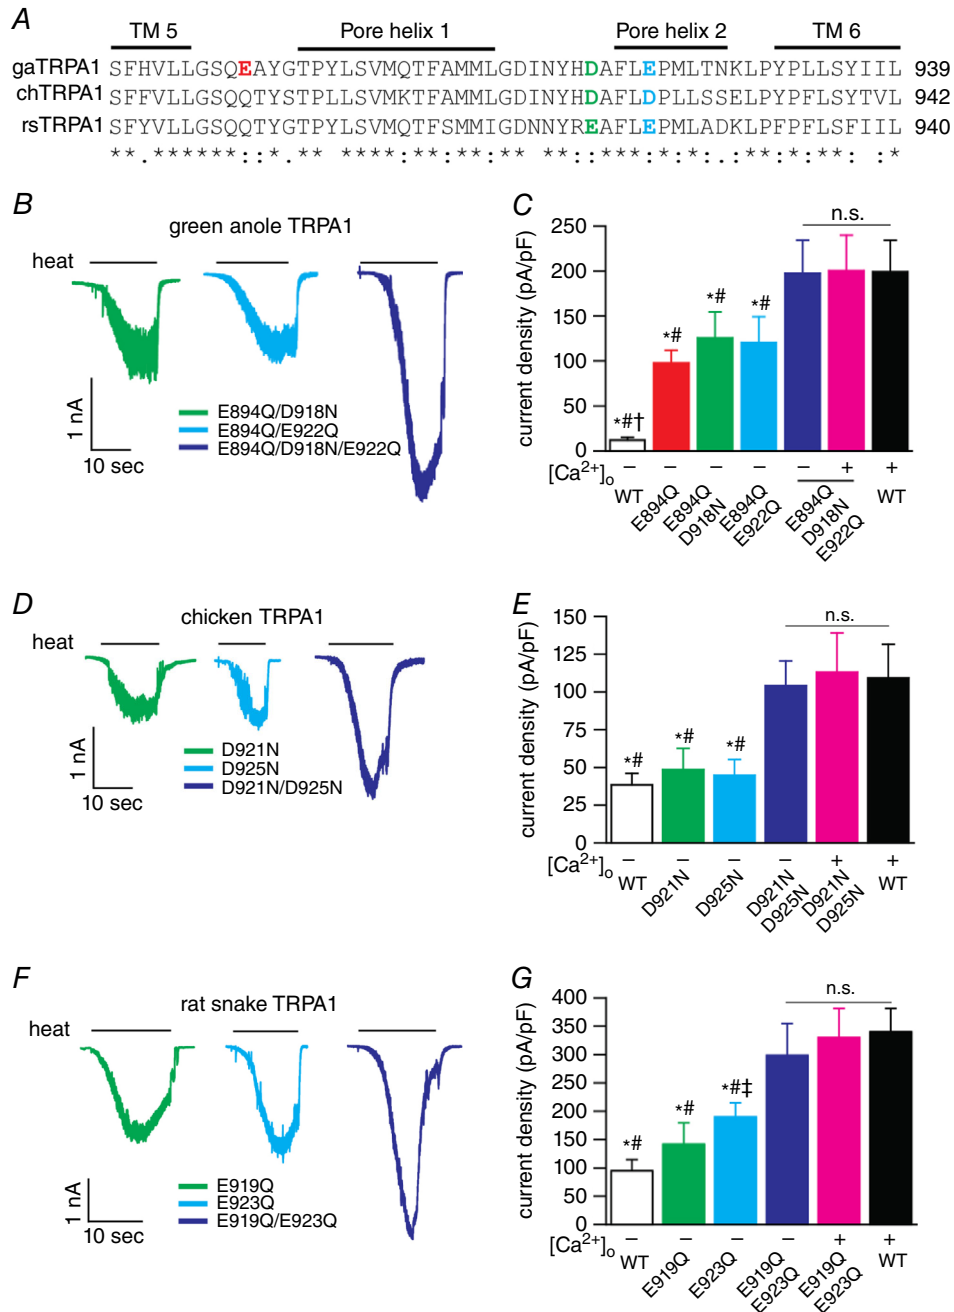 A
TM 5 Pore helix 1 Pore helix 2 TM 6
gaTRPA1 SFHVLLGSQEAYGTPYLSVMQTFAMMLGDINYHDAFLEPMLTNKLPYPLLSYIIL 939
chTRPA1 SFFVLLGSQQTYSTPLLSVMKTFAMMLGDINYHDAFLDPLLSSELPYPFLSYTVL 942
rsTRPA1 SFYVLLGSQQTYGTPYLSVMQTFSMMIGDNNYREAFLEPMLADKLPFPFLSFIIL 940
B
green anole TRPA1
heat
1 nA
10 sec
E894Q/D918N
E894Q/E922Q
E894Q/D918N/E922Q
C
current density (pA/pF)
250
200
150
100
50
0
n.s.
*#†
*#
*#
*#
[Ca2+]o − − − − − + +
WT
E894Q
E894Q D918N
E894Q E922Q
E894Q D918N E922Q
WT
D
chicken TRPA1
heat
1 nA
10 sec
D921N
D925N
D921N/D925N
E
current density (pA/pF)
150
125
100
75
50
25
0
n.s.
*#
*#
*#
[Ca2+]o − − − − + +
WT
D921N
D925N
D921N D925N
D921N D925N
WT
F
rat snake TRPA1
heat
1 nA
10 sec
E919Q
E923Q
E919Q/E923Q
G
current density (pA/pF)
400
350
300
250
200
150
100
50
0
n.s.
*#
*#
*#‡
[Ca2+]o − − − − + +
WT
E919Q
E923Q
E919Q E923Q
E919Q E923Q
WT